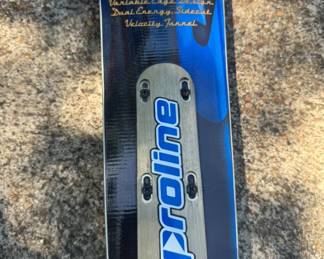 Variable Edge Design
Dual Energy, Sidecut
Velocity Tunnel
proline